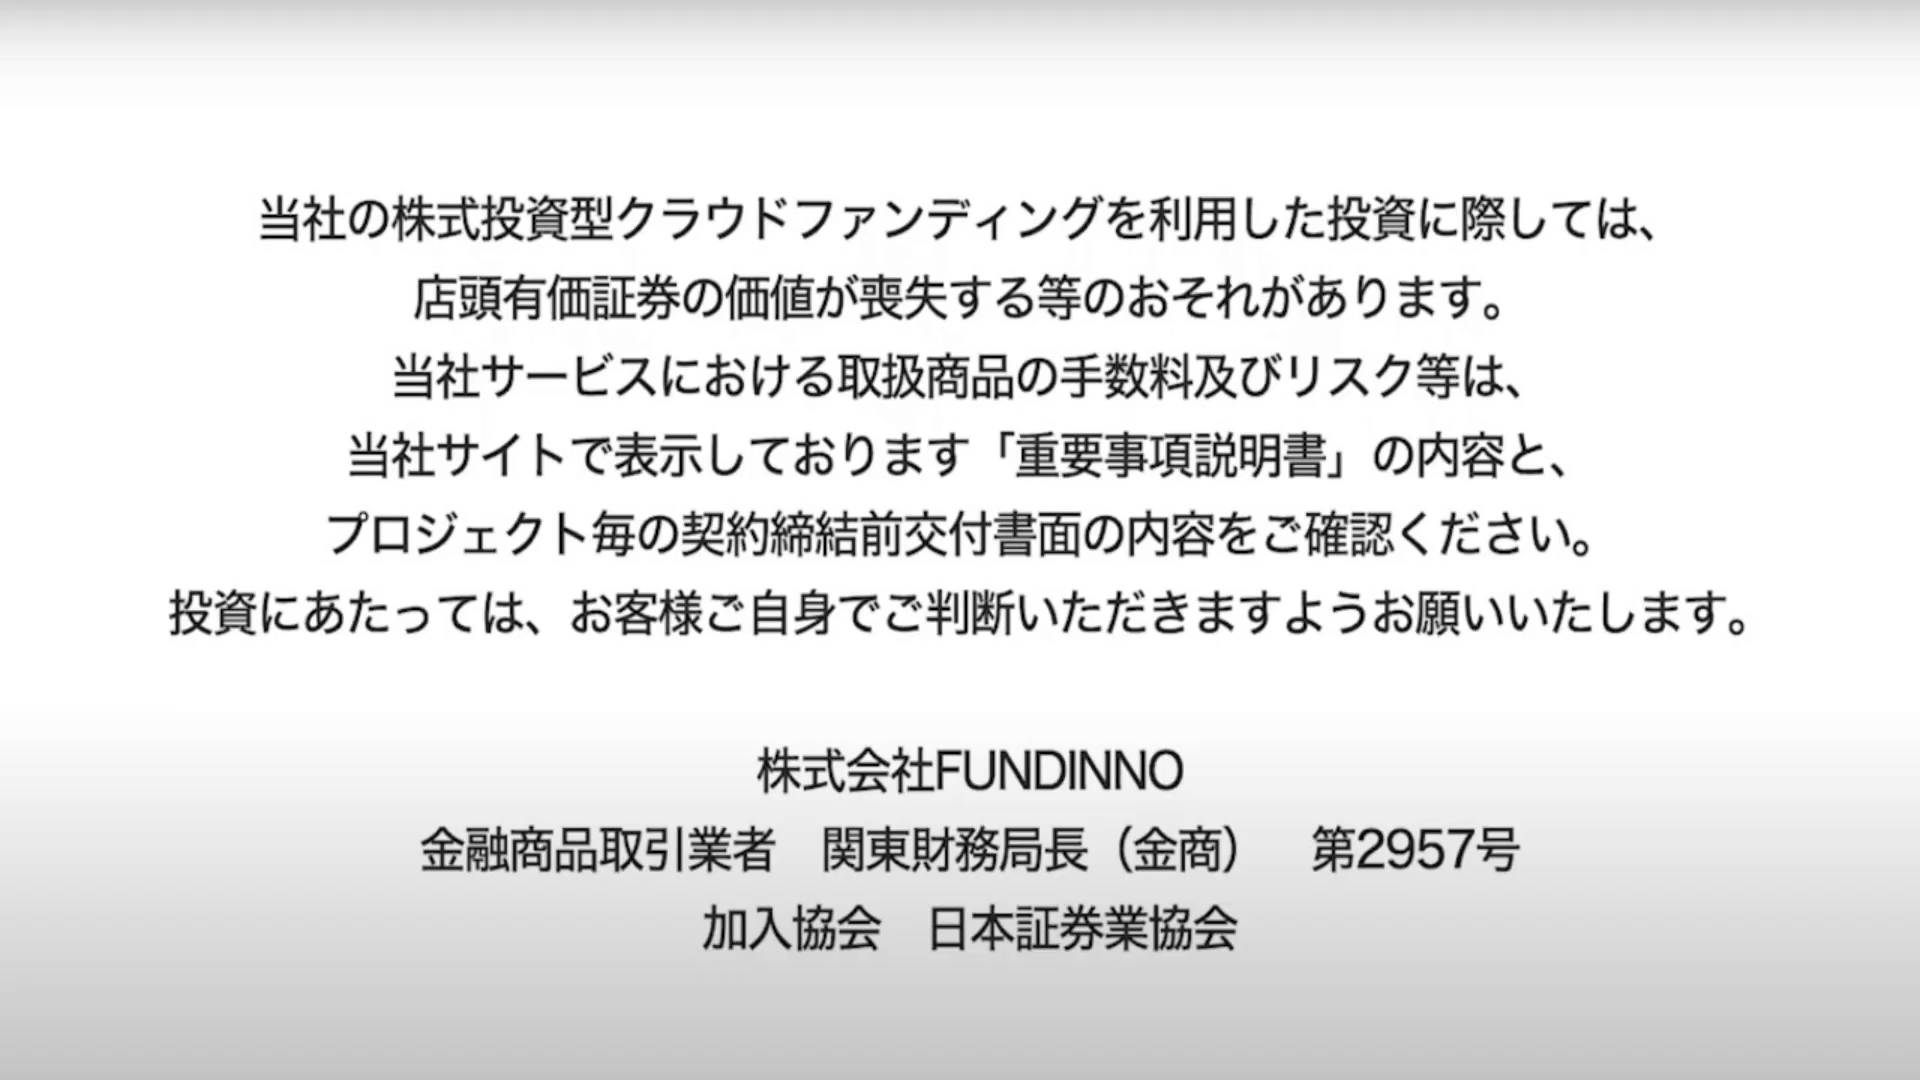 当社の株式投資型クラウドファンディングを利用した投資に際しては、
店頭有価証券の価値が喪失する等のおそれがあります。
当社サービスにおける取扱商品の手数料及びリスク等は、
当社サイトで表示しております「重要事項説明書」の内容と、
プロジェクト毎の契約締結前交付書面の内容をご確認ください。
投資にあたっては、お客様ご自身でご判断いただきますようお願いいたします。
株式会社FUNDINNO
金融商品取引業者　関東財務局長（金商）　第2957号
加入協会　日本証券業協会